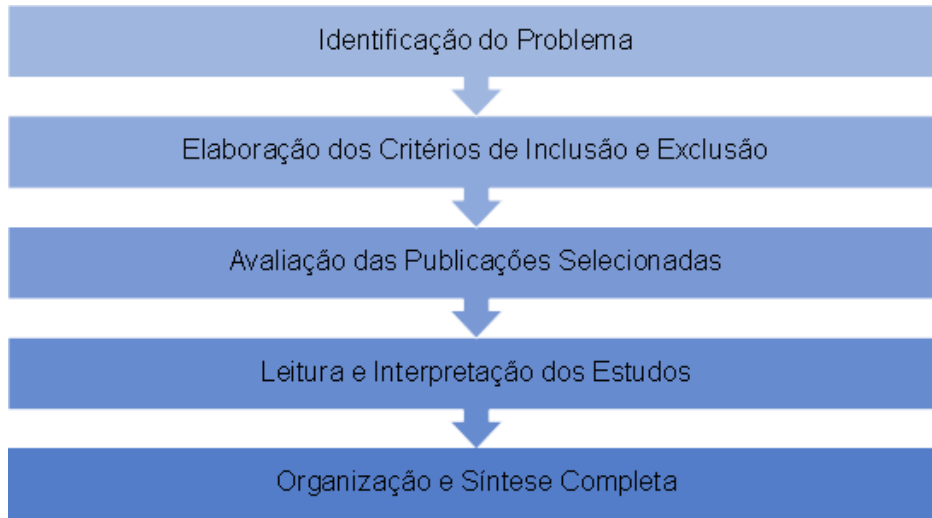 Identificação do Problema
Elaboração dos Critérios de Inclusão e Exclusão
Avaliação das Publicações Selecionadas
Leitura e Interpretação dos Estudos
Organização e Síntese Completa